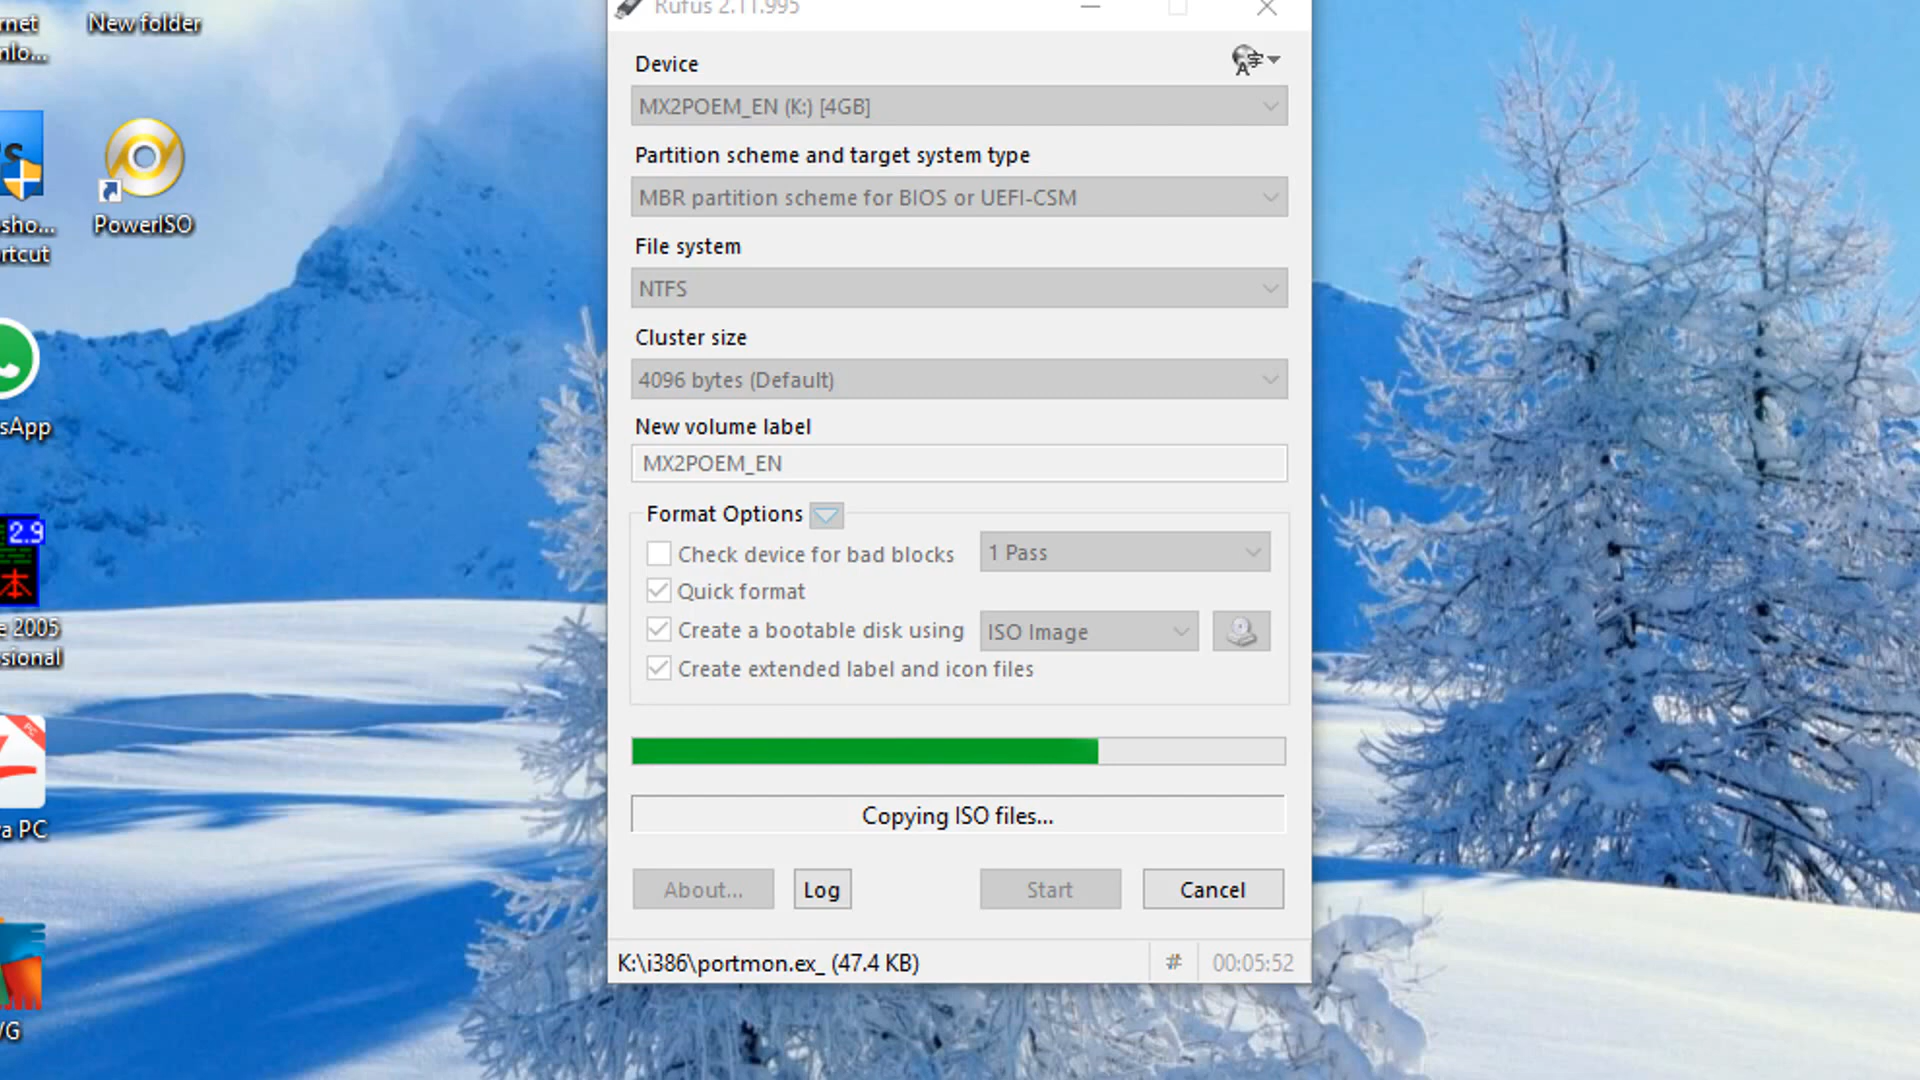 Rufus 2.11.995
New folder
Device
MX2POEM_EN (K:) [4GB]
Partition scheme and target system type
MBR partition scheme for BIOS or UEFI-CSM
PowerISO
File system
NTFS
Cluster size
4096 bytes (Default)
New volume label
MX2POEM_EN
Format Options
Check device for bad blocks
1 Pass
Quick format
Create a bootable disk using
ISO Image
Create extended label and icon files
2.9
本
2005
PC
PC
Copying ISO files...
About...
Log
Start
Cancel
K:\i386\portmon.ex_ (47.4 KB)
#
00:05:52